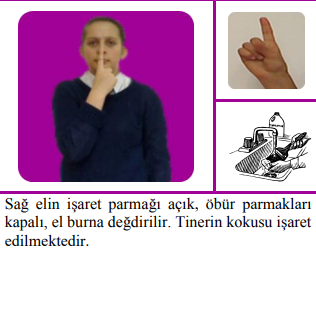 Sağ elin işaret parmağı açık, öbür parmakları
kapalı, el burna değdirilir. Tinerin kokusu işaret
edilmektedir.